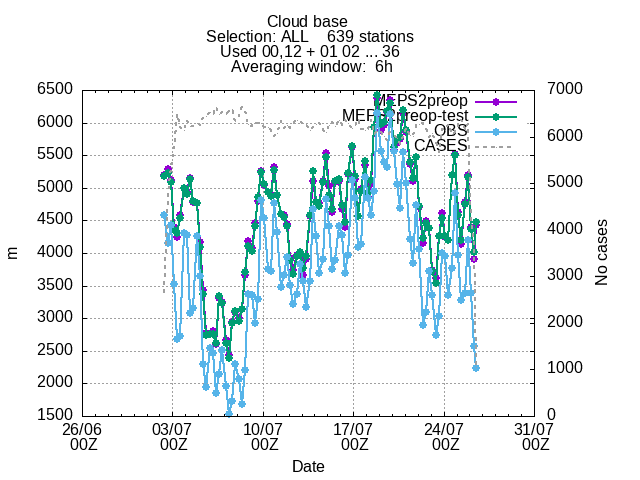 Cloud base
Selection: ALL 639 stations
Used 00,12 + 01 02 ... 36
Averaging window: 6h
6500
6000
5500
5000
4500
4000
3500
3000
2500
2000
1500
m
7000
6000
5000
4000
3000
2000
1000
0
No cases
MEPS2preop
MEPS2preop-test
OBS
CASES
26/06 03/07 10/07 17/07 24/07 31/07
00Z 00Z 00Z 00Z 00Z 00Z
Date